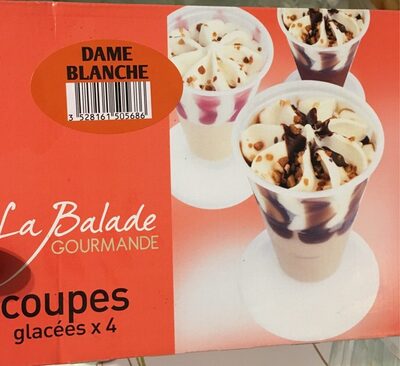 DAME
BLANCHE
3 528161 505686
La Balade
GOURMANDE
coupes
glacées x 4